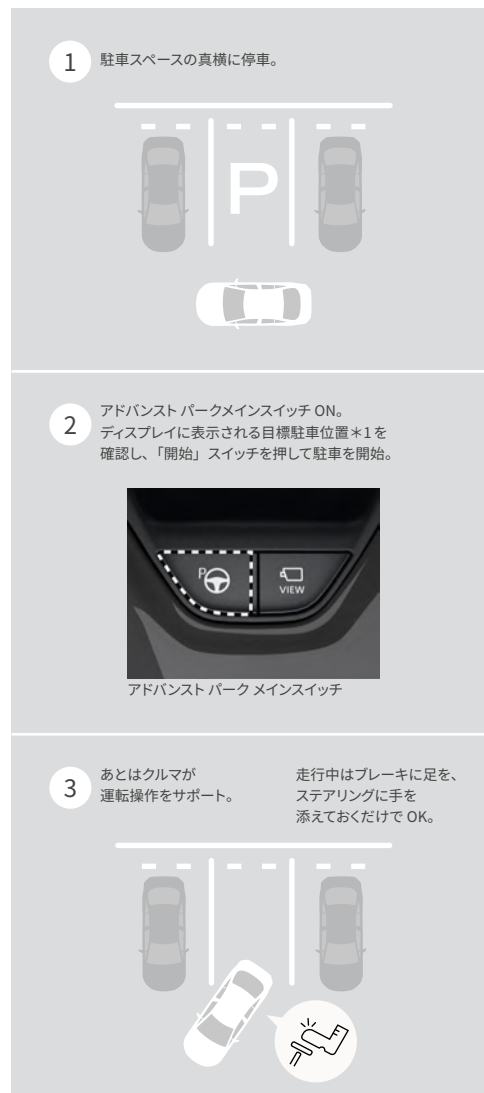 1
駐車スペースの真横に停車。
P
2
アドバンスト パークメインスイッチ ON。
ディスプレイに表示される目標駐車位置＊1を
確認し、「開始」スイッチを押して駐車を開始。
P
VIEW
アドバンスト パーク メインスイッチ
3
あとはクルマが
運転操作をサポート。
走行中はブレーキに足を、
ステアリングに手を
添えておくだけで OK。